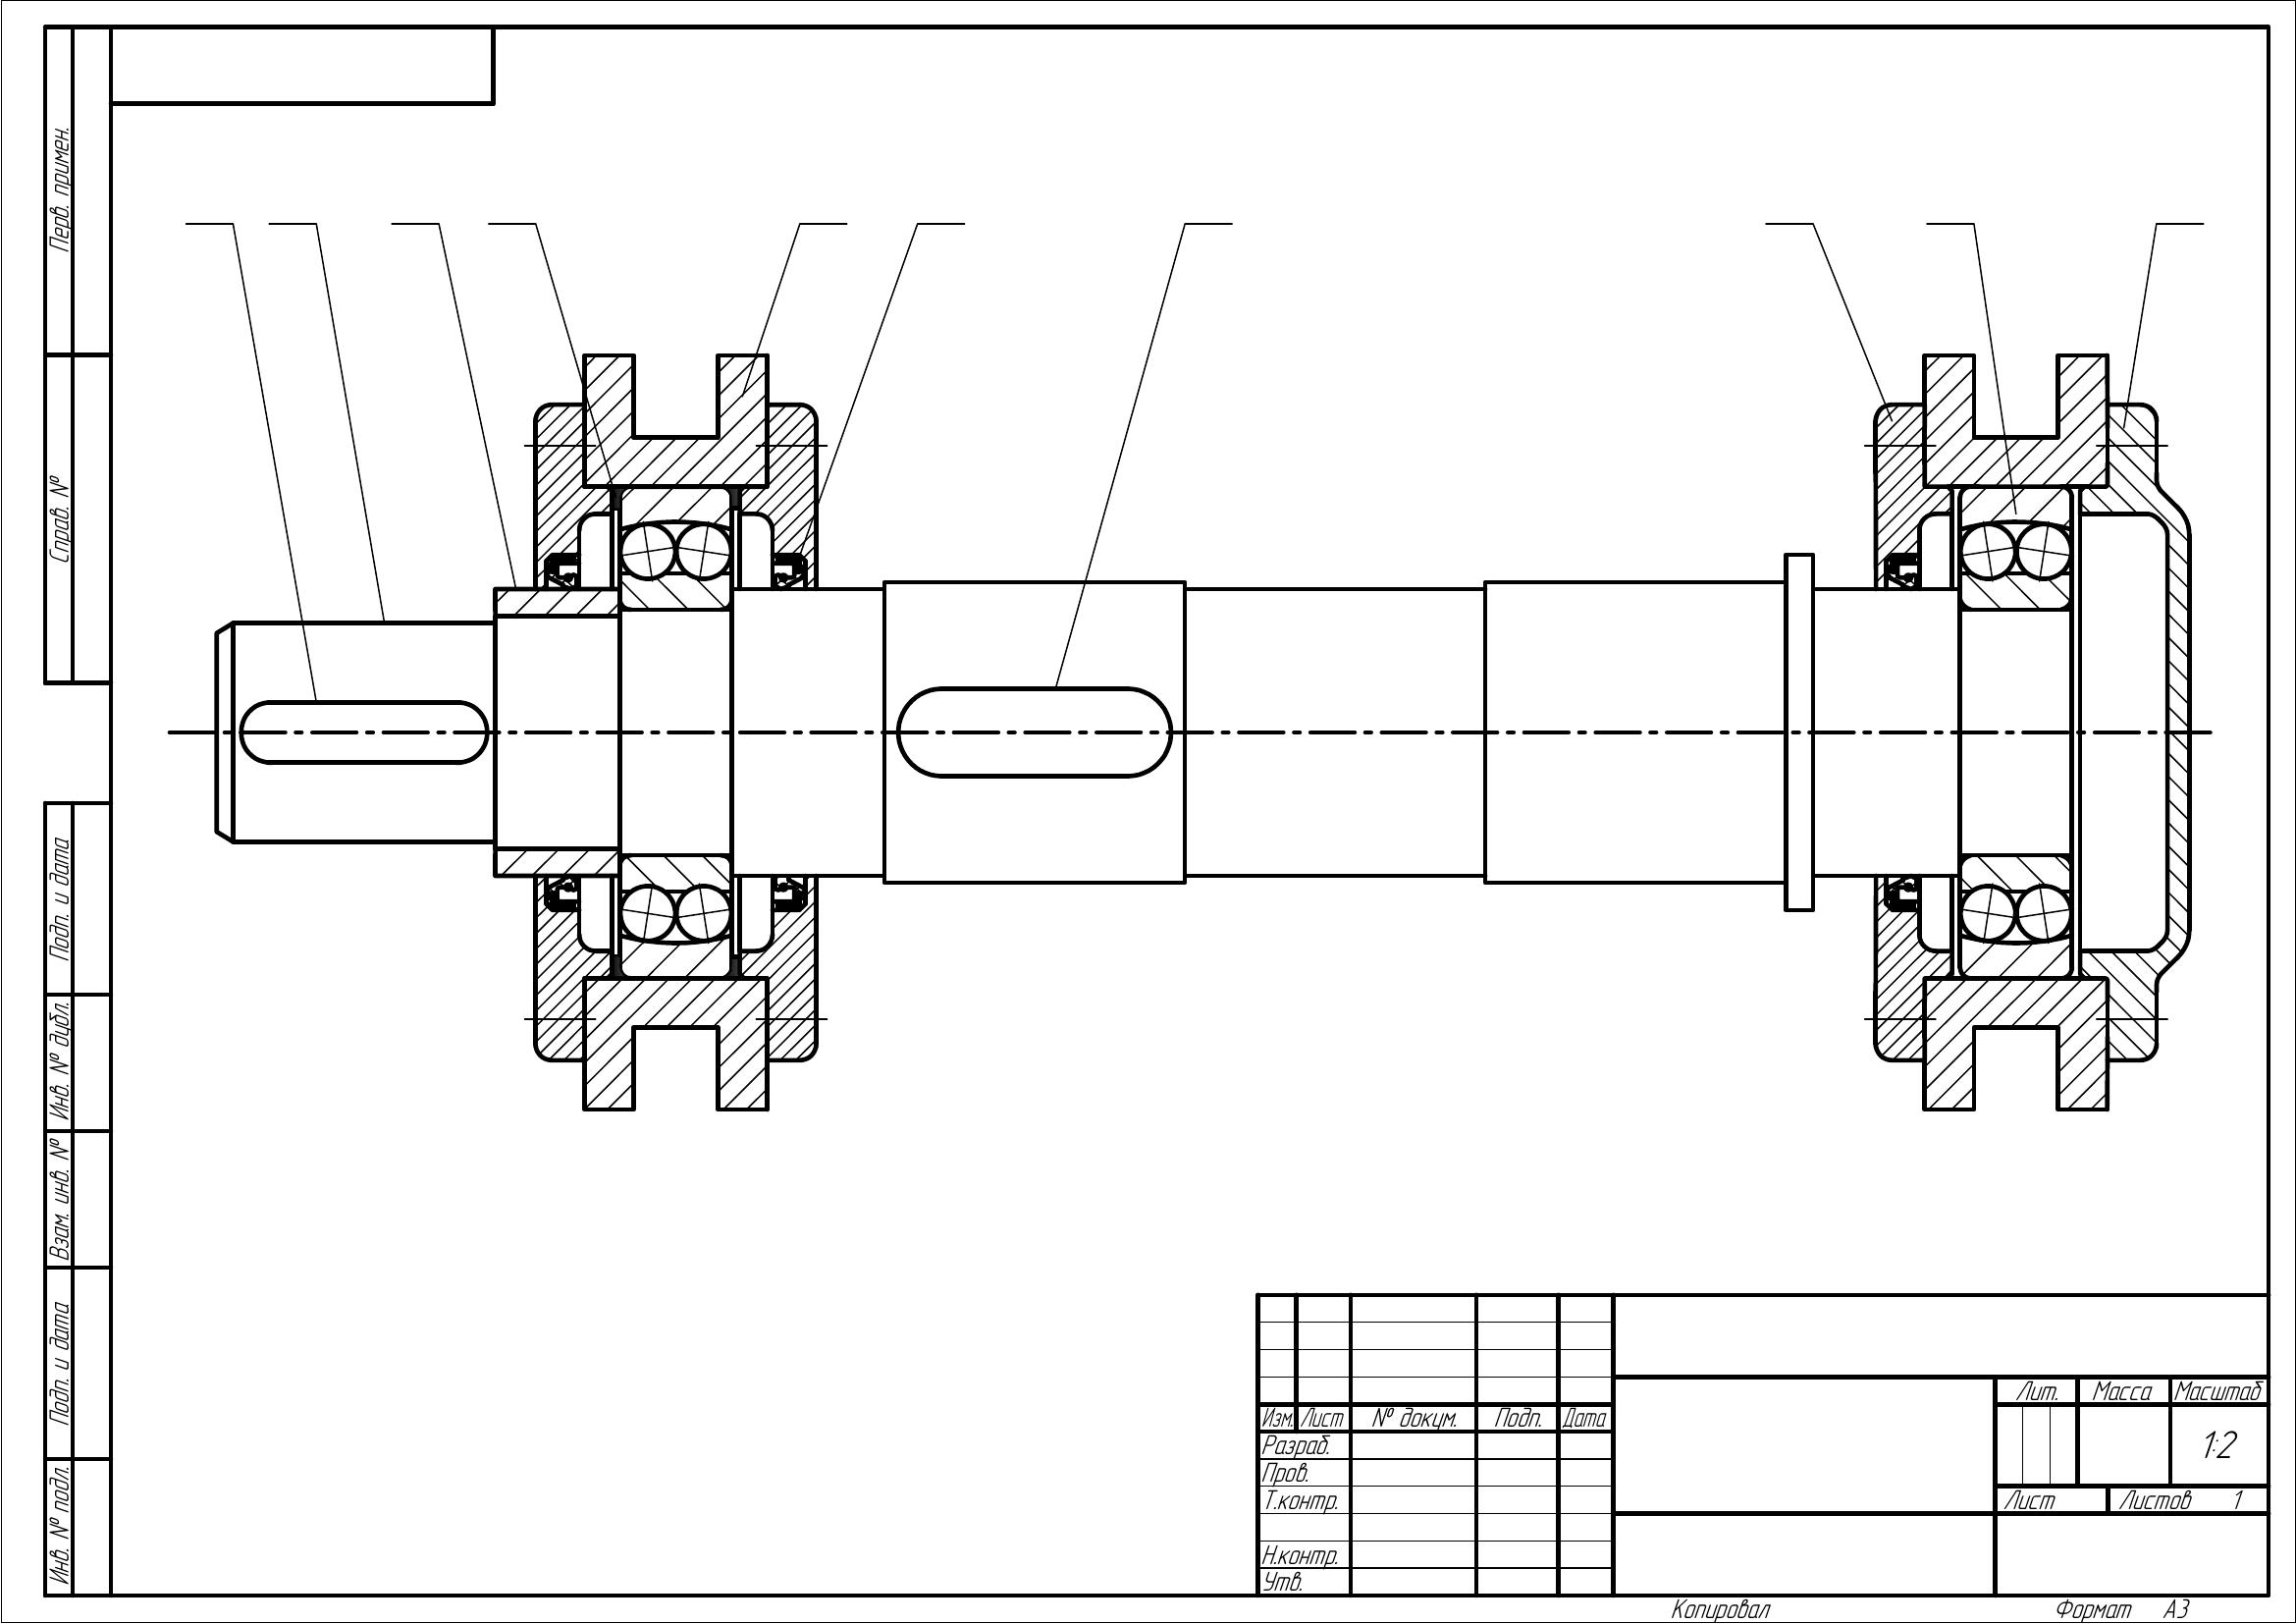 Перв. примен.
Справ. №
Подп. и дата
Инв. № дубл.
Взам. инв. №
Подп. и дата
Инв. № подл.
Лит. Масса Масштаб
Изм. Лист № докум. Подп. Дата
Разраб.
1:2
Пров.
Т.контр.
Лист Листов 1
Н.контр.
Утв.
Копировал Формат А3